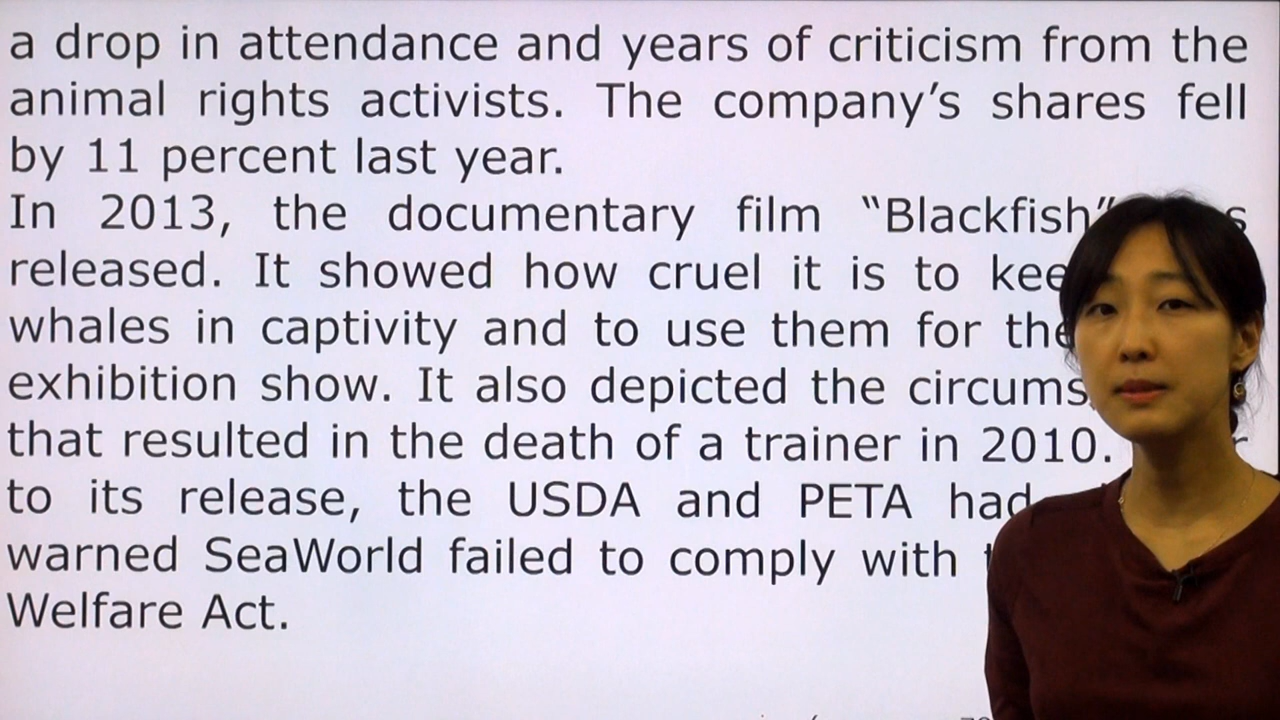 a drop in attendance and years of criticism from the
animal rights activists. The company's shares fell
by 11 percent last year.
In 2013, the documentary film “Blackfish”
released. It showed how cruel it is to
whales in captivity and to use them for
exhibition show. It also depicted the
that resulted in the death of a trainer in 2010.
to its release, the USDA and PETA had
warned SeaWorld failed to comply with
Welfare Act.